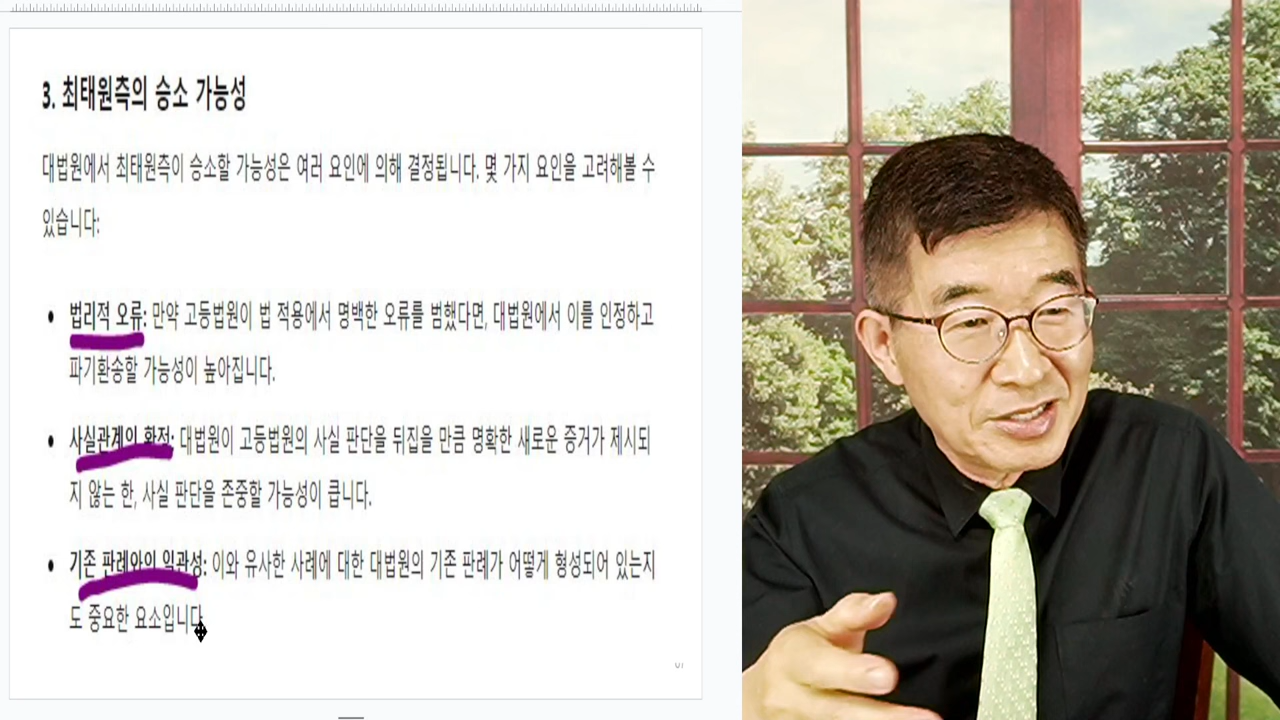 3. 최태원측의 승소 가능성
대법원에서 최태원측이 승소할 가능성은 여러 요인에 의해 결정됩니다. 몇 가지 요인을 고려해볼 수
있습니다:
• 법리적 오류: 만약 고등법원이 법 적용에서 명백한 오류를 범했다면, 대법원에서 이를 인정하고
파기환송할 가능성이 높아집니다.
• 사실관계의 확정: 대법원이 고등법원의 사실 판단을 뒤집을 만큼 명확한 새로운 증거가 제시되
지 않는 한, 사실 판단을 존중할 가능성이 큽니다.
• 기존 판례와의 일관성: 이와 유사한 사례에 대한 대법원의 기존 판례가 어떻게 형성되어 있는지
도 중요한 요소입니다.